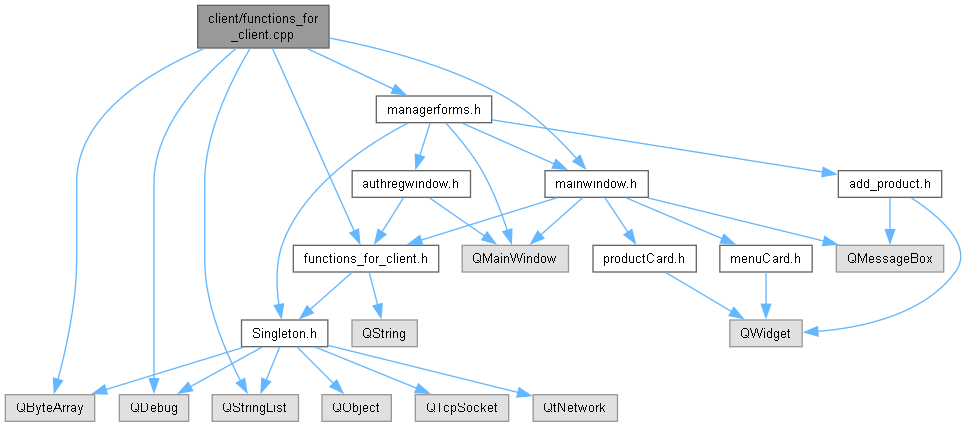 client/functions_for
_client.cpp
managerforms.h
authregwindow.h
mainwindow.h
add_product.h
functions_for_client.h
QMainWindow
productCard.h
menuCard.h
QMessageBox
Singleton.h
QString
QWidget
QByteArray
QDebug
QStringList
QObject
QTcpSocket
QtNetwork